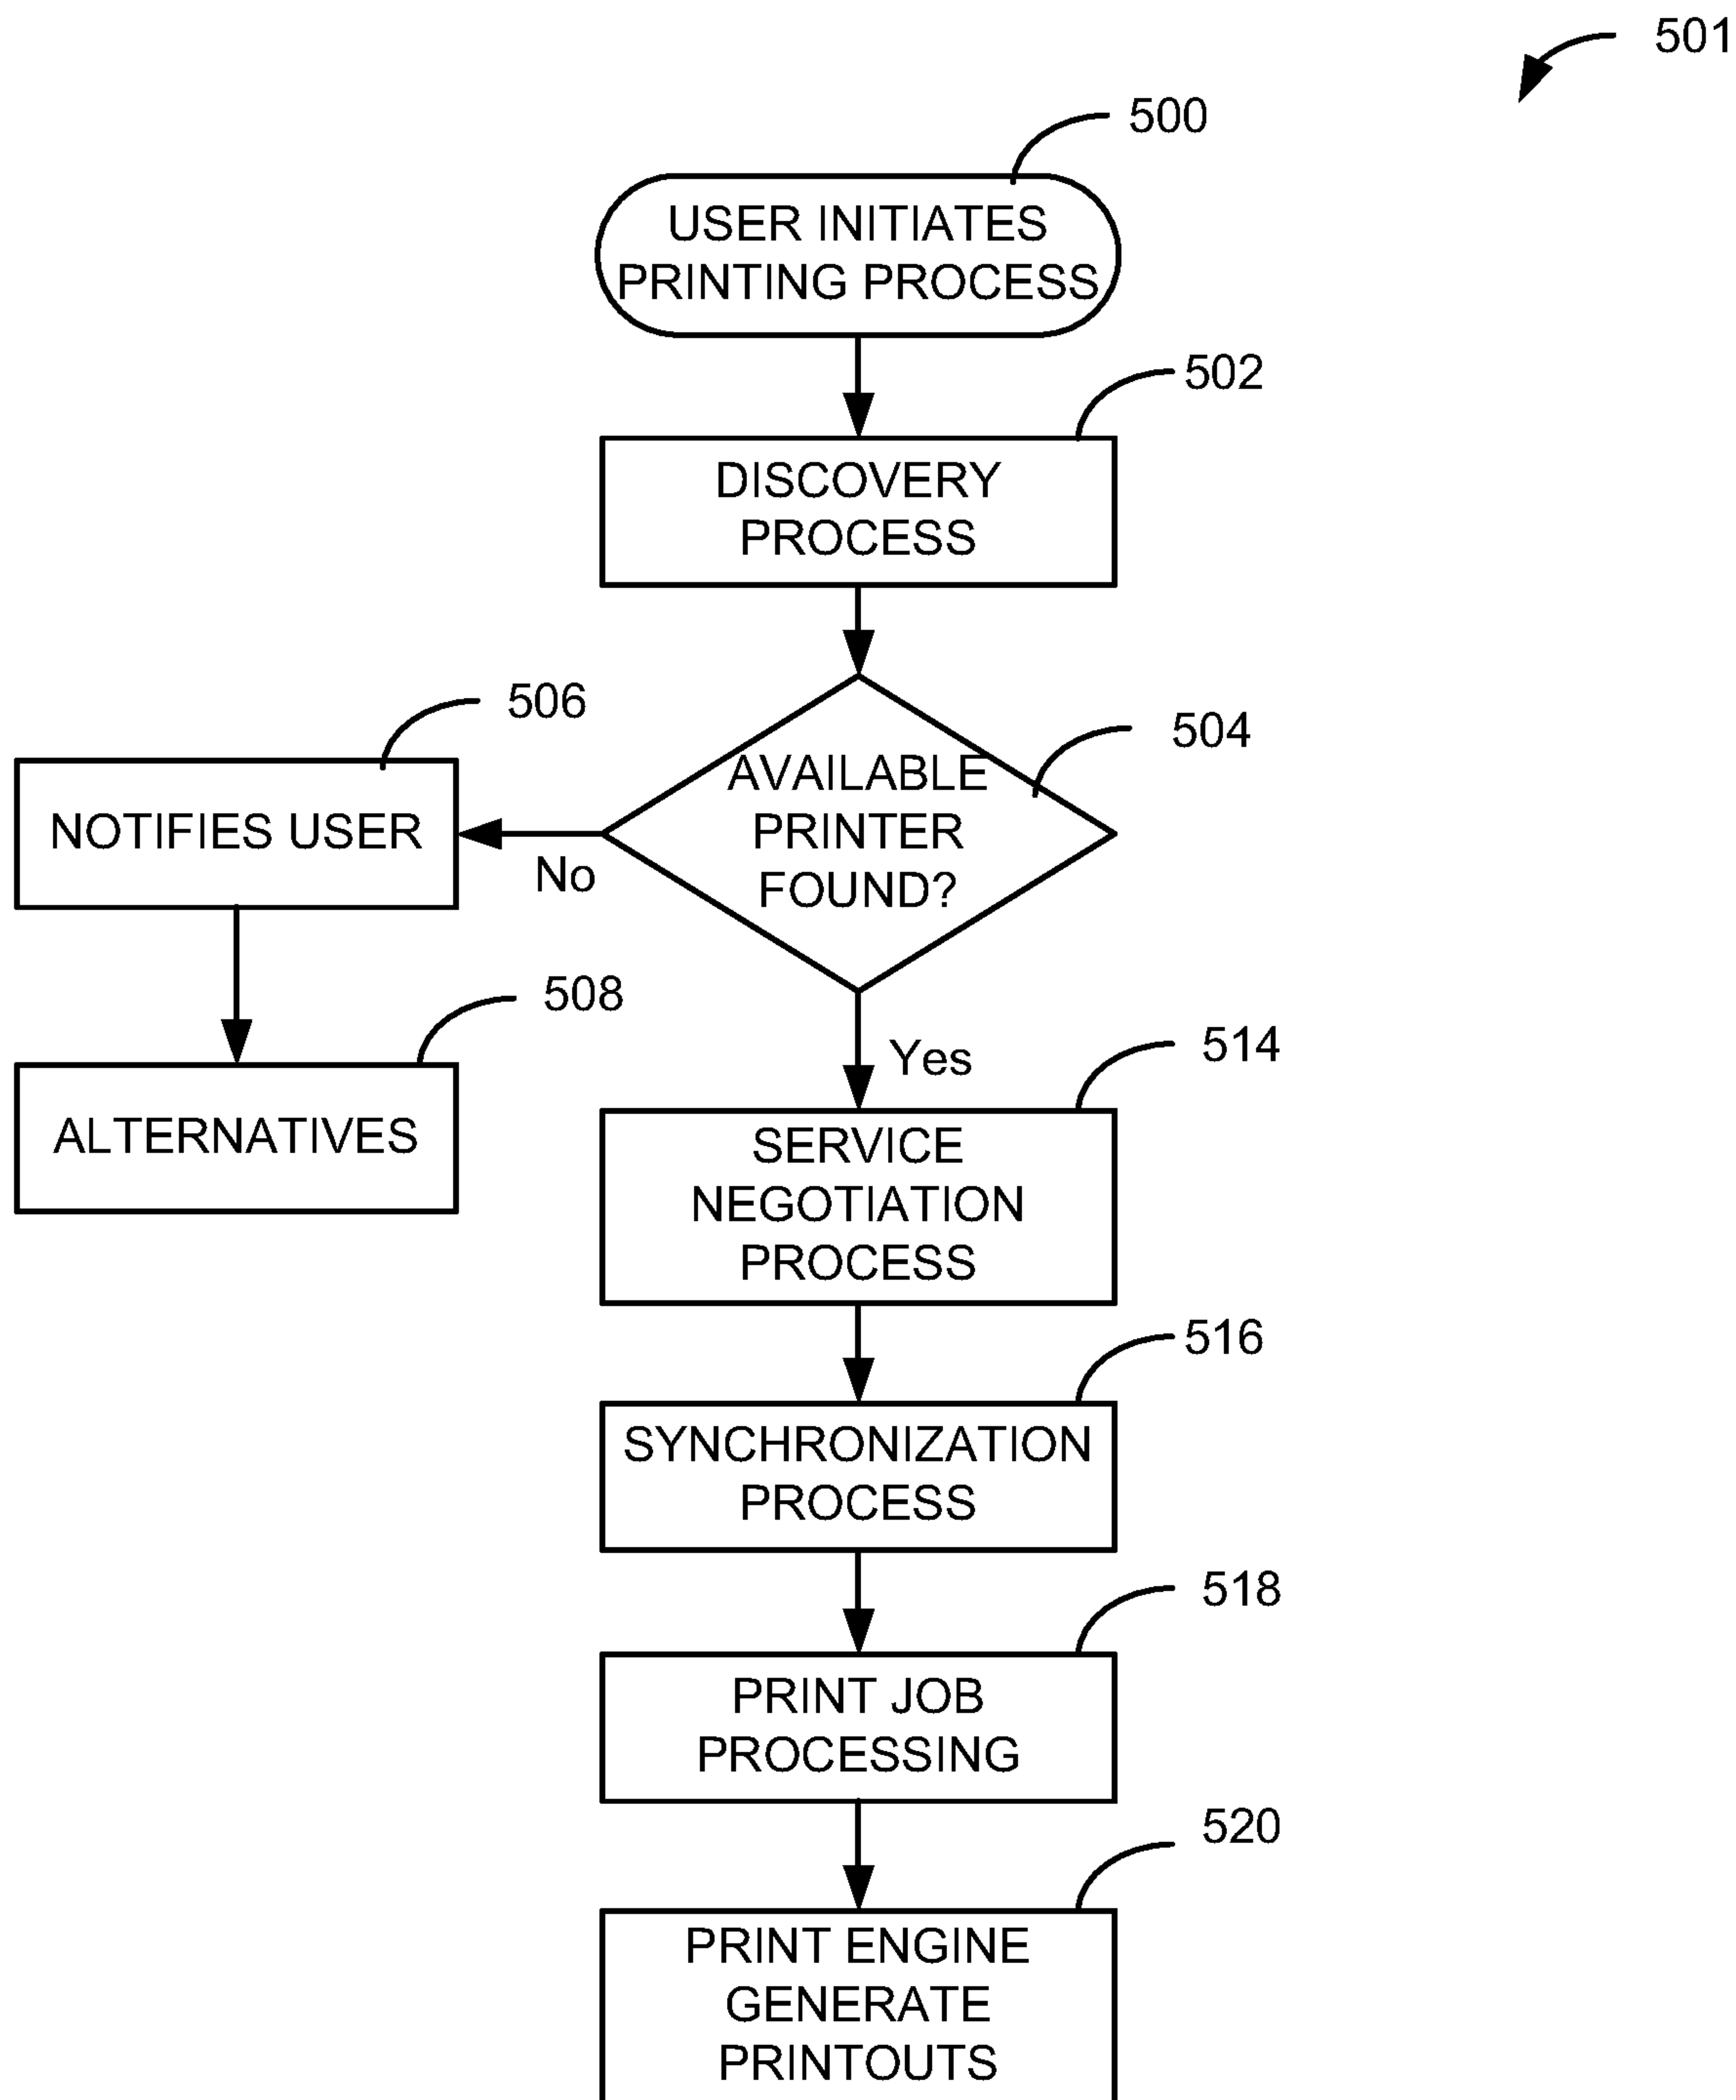 501
500
USER INITIATES
PRINTING PROCESS
502
DISCOVERY
PROCESS
506
504
NOTIFIES USER
AVAILABLE
PRINTER
FOUND?
No
508
ALTERNATIVES
Yes
514
SERVICE
NEGOTIATION
PROCESS
516
SYNCHRONIZATION
PROCESS
518
PRINT JOB
PROCESSING
520
PRINT ENGINE
GENERATE
PRINTOUTS